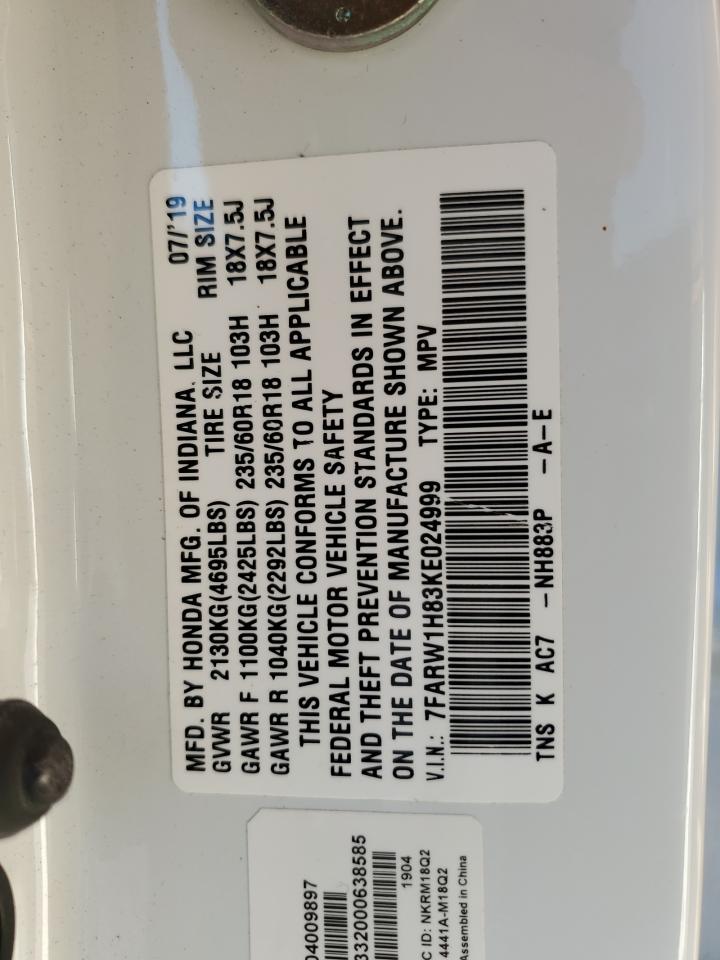 MFD. BY HONDA MFG. OF INDIANA, LLC 07/'19
GVWR 2130KG(4695LBS) TIRE SIZE RIM SIZE
GAWR F 1100KG(2425LBS) 235/60R18 103H 18X7.5J
GAWR R 1040KG(2292LBS) 235/60R18 103H 18X7.5J
THIS VEHICLE CONFORMS TO ALL APPLICABLE
FEDERAL MOTOR VEHICLE SAFETY
AND THEFT PREVENTION STANDARDS IN EFFECT
ON THE DATE OF MANUFACTURE SHOWN ABOVE.
V.I.N.: 7FARW1H83KE024999 TYPE: MPV
TNS K AC7 -NH883P -A-E
04009897
332000638585
1904
C ID: NKRM18Q2
4441A-M18Q2
Assembled in China